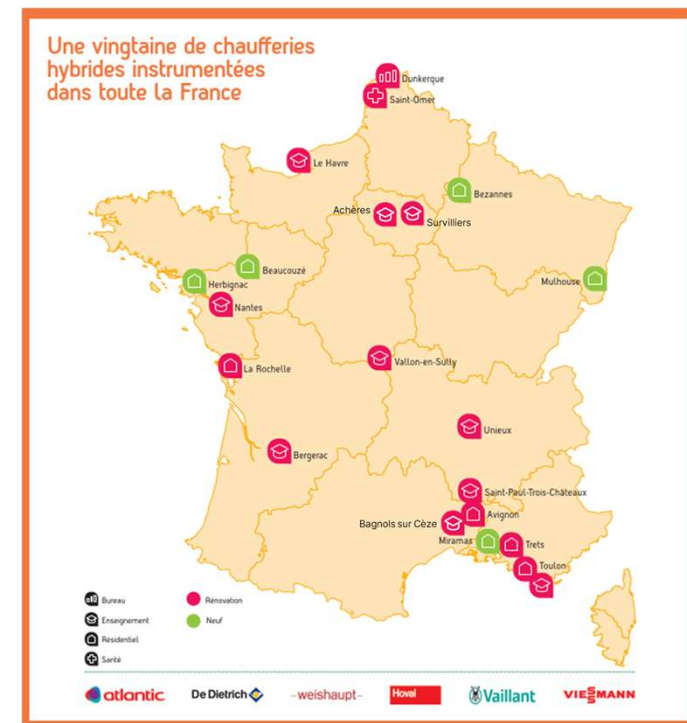 Une vingtaine de chaufferies
hybrides instrumentées
dans toute la France
Dunkerque
Saint-Omer
Le Havre
Bezannes
Achères
Survilliers
Beaucouzé
Mulhouse
Herbignac
Nantes
Vallon-en-Sully
La Rochelle
Unieux
Bergerac
Saint-Paul-Trois-Châteaux
Avignon
Bagnols sur Cèze
Miramas
Trets
Toulon
Bureau
Rénovation
Enseignement
Neuf
Résidentiel
Santé
atlantic De Dietrich -weishaupt- Hoval Vaillant VIESMANN